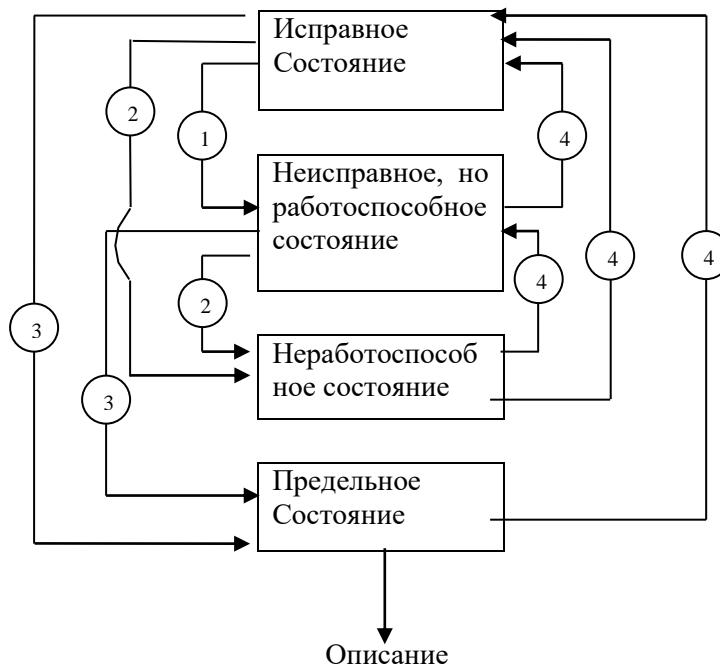 Исправное
Состояние
2
1
4
Неисправное, но
работоспособное
состояние
4
4
4
2
3
Неработоспособ
ное состояние
3
Предельное
Состояние
Описание